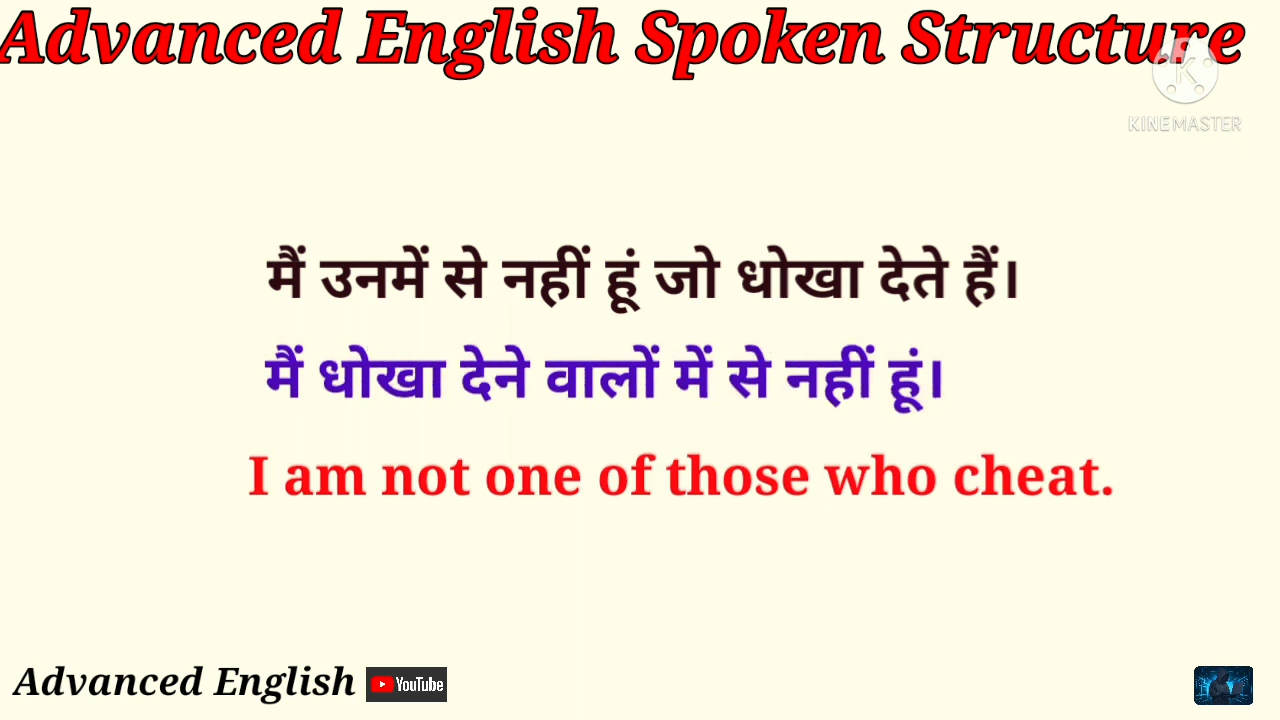 Advanced English Spoken Structure
K
KINEMASTER
मैं उनमें से नहीं हूं जो धोखा देते हैं।
मैं धोखा देने वालों में से नहीं हूं।
I am not one of those who cheat.
Advanced English YouTube